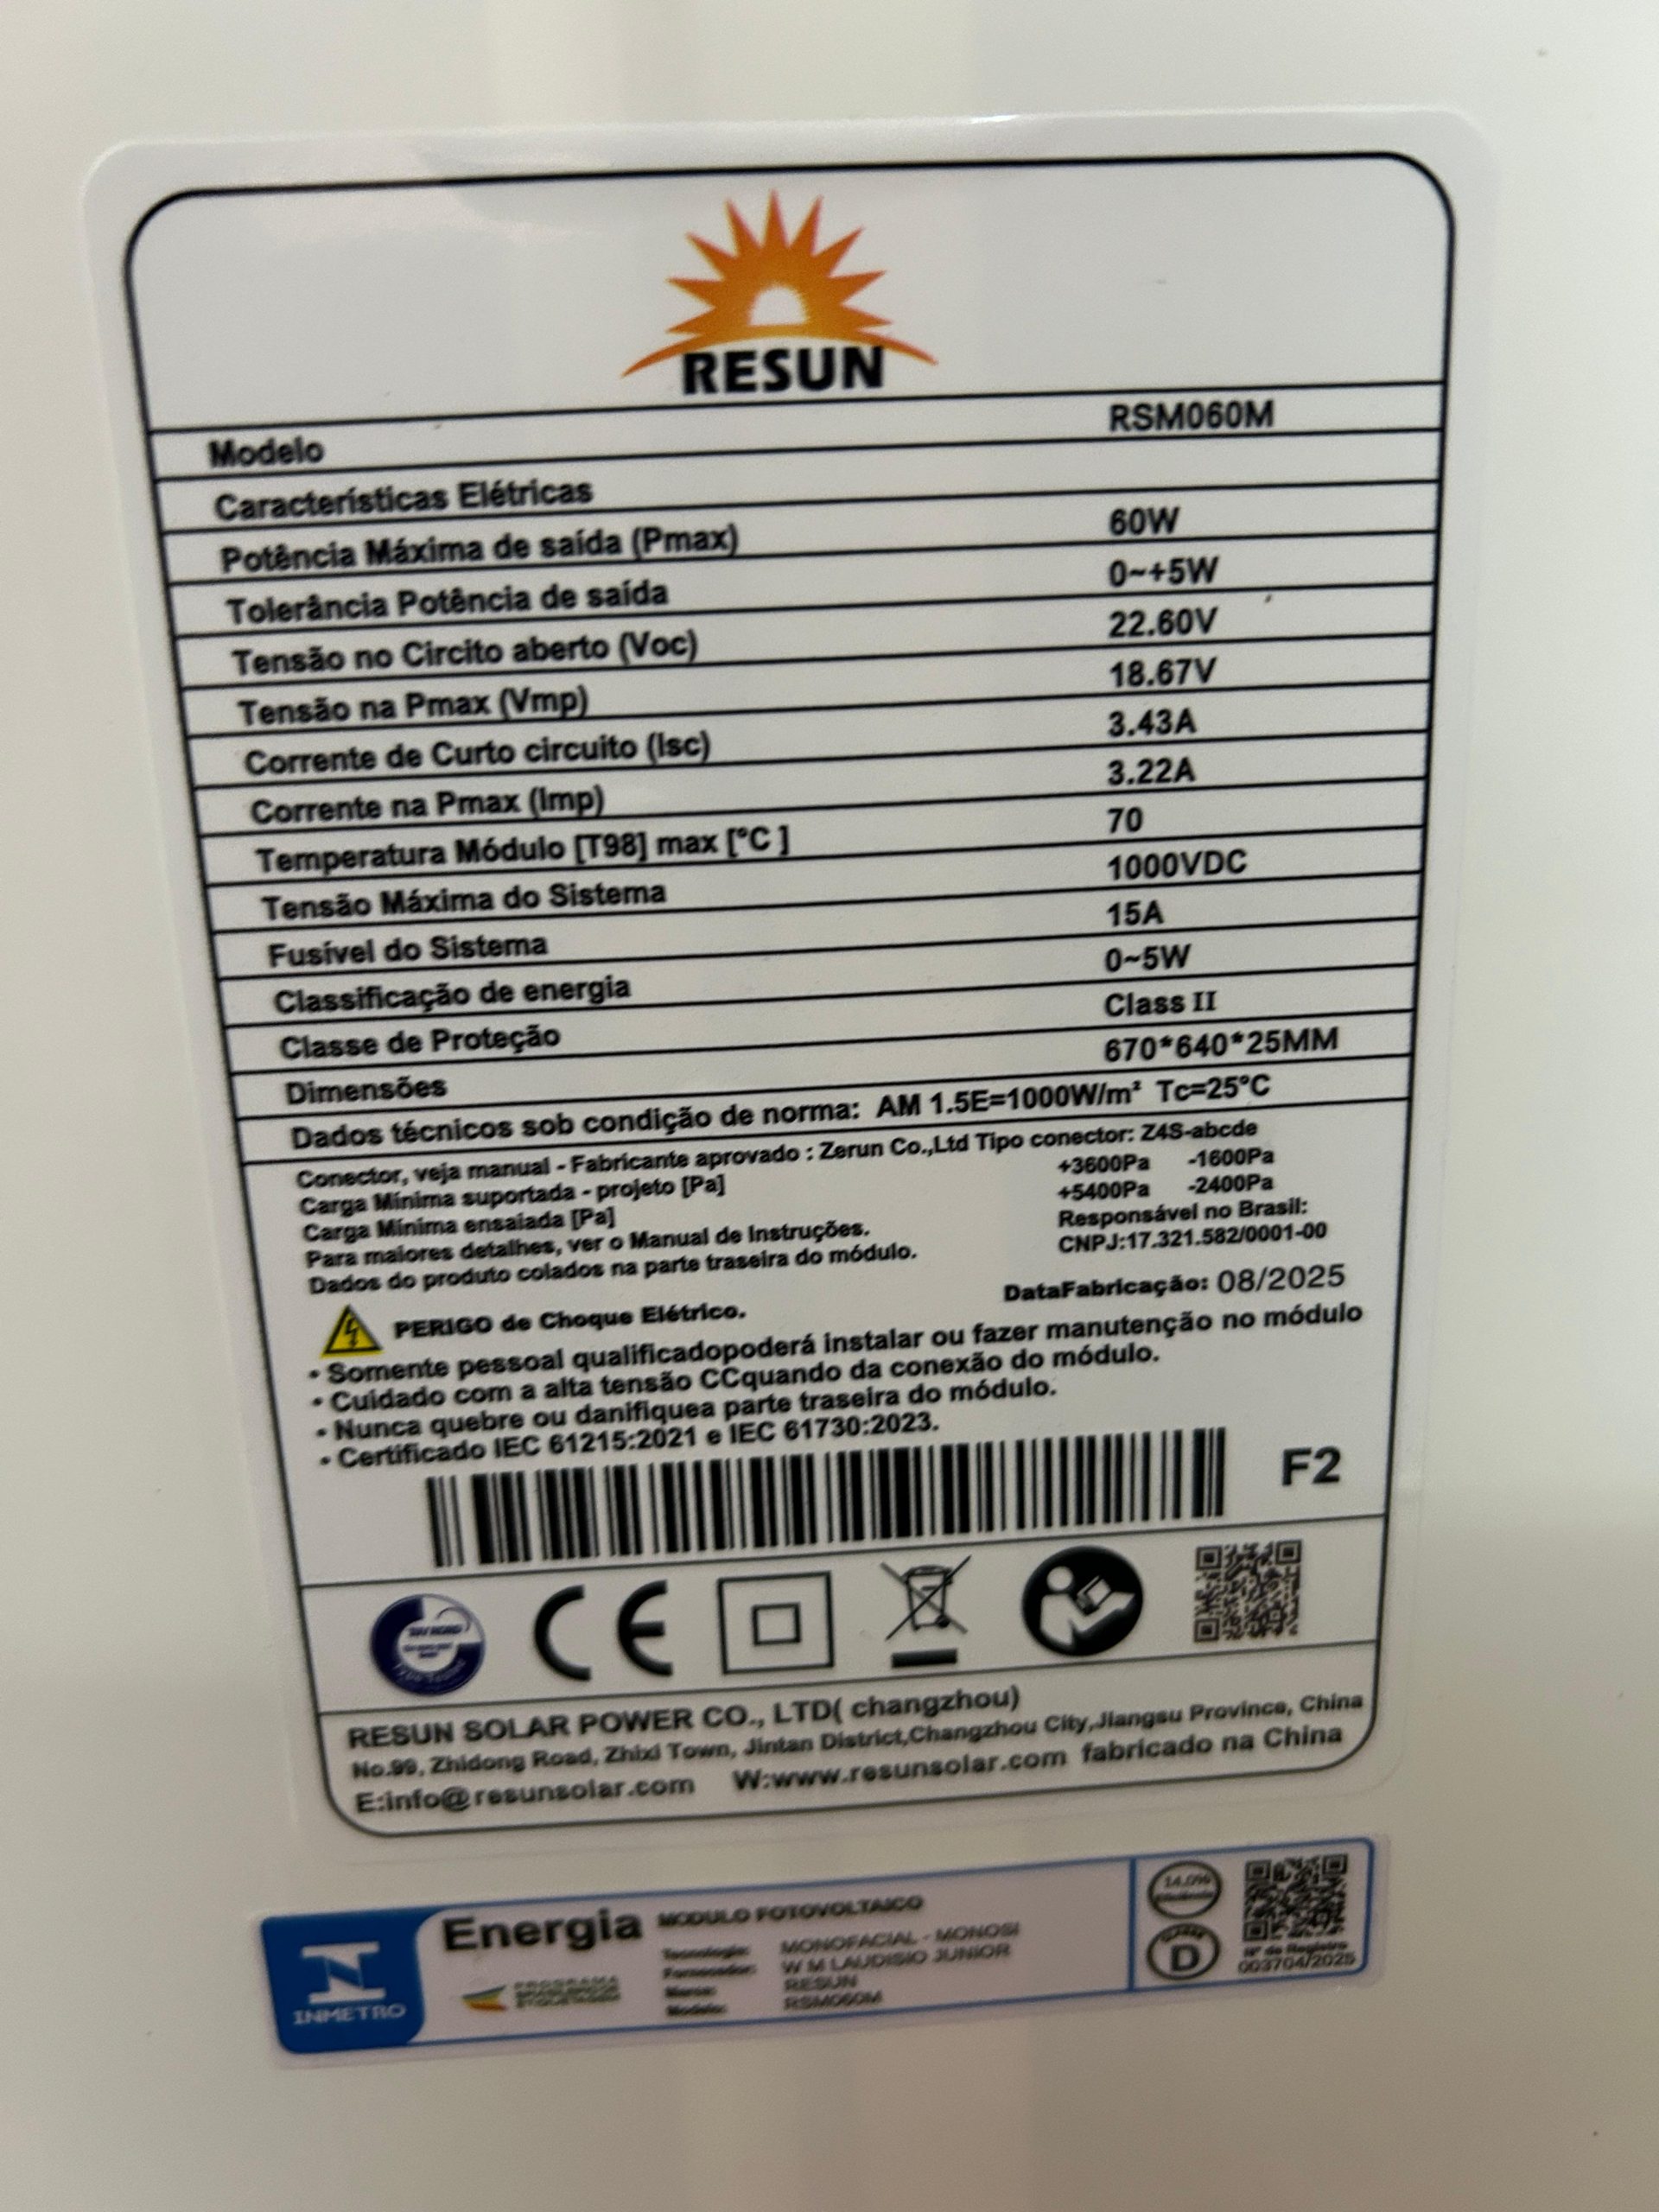 RESUN
Modelo RSM060M
Características Elétricas
Potência Máxima de saída (Pmax) 60W
Tolerância Potência de saída 0~+5W
Tensão no Circito aberto (Voc) 22.60V
Tensão na Pmax (Vmp) 18.67V
Corrente de Curto circuito (Isc) 3.43A
Corrente na Pmax (Imp) 3.22A
Temperatura Módulo [T98] max [°C ] 70
Tensão Máxima do Sistema 1000VDC
Fusível do Sistema 15A
Classificação de energia 0~5W
Classe de Proteção Class II
Dimensões 670*640*25MM
Dados técnicos sob condição de norma: AM 1.5E=1000W/m² Tc=25°C
Conector, veja manual - Fabricante aprovado : Zerun Co.,Ltd Tipo conector: Z4S-abcde
Carga Mínima suportada - projeto [Pa] +3600Pa -1600Pa
Carga Mínima ensaiada [Pa] +5400Pa -2400Pa
Para maiores detalhes, ver o Manual de Instruções. Responsável no Brasil:
Dados do produto colados na parte traseira do módulo. CNPJ:17.321.582/0001-00
DataFabricação: 08/2025
PERIGO de Choque Elétrico.
• Somente pessoal qualificadopoderá instalar ou fazer manutenção no módulo
• Cuidado com a alta tensão CCquando da conexão do módulo.
• Nunca quebre ou danifiquea parte traseira do módulo.
• Certificado IEC 61215:2021 e IEC 61730:2023.
F2
CE
RESUN SOLAR POWER CO., LTD( changzhou)
No.99, Zhidong Road, Zhixi Town, Jintan District,Changzhou City,Jiangsu Province, China
E:info@resunsolar.com W:www.resunsolar.com fabricado na China
INMETRO
Energia MODULO FOTOVOLTAICO
Tecnologia: MONOFACIAL - MONOSI
Fornecedor: W M LAUDISIO JUNIOR
Marca: RESUN
Modelo: RSM060M
PROGRAMA
BRASILEIRO DE
ETIQUETAGEM
14.0%
D
Nº de Registro
003704/2025